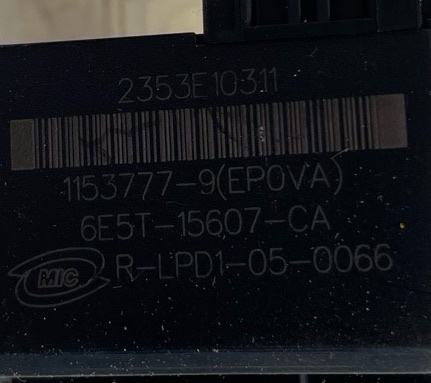 2353E10311
1153777-9(EP0VA)
6E5T-15607-CA
MIC R-LPD1-05-0066